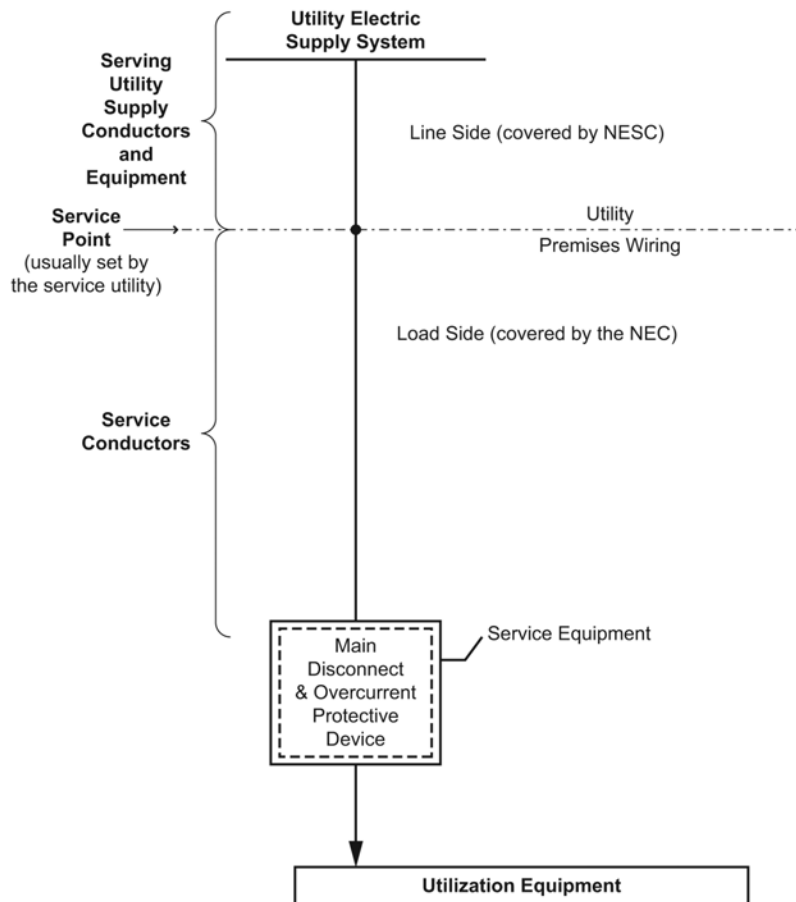 Utility Electric
Supply System
Serving
Utility
Supply
Conductors
and
Equipment
Line Side (covered by NESC)
Service
Point
(usually set by
the service utility)
Utility
Premises Wiring
Load Side (covered by the NEC)
Service
Conductors
Service Equipment
Main
Disconnect
& Overcurrent
Protective
Device
Utilization Equipment